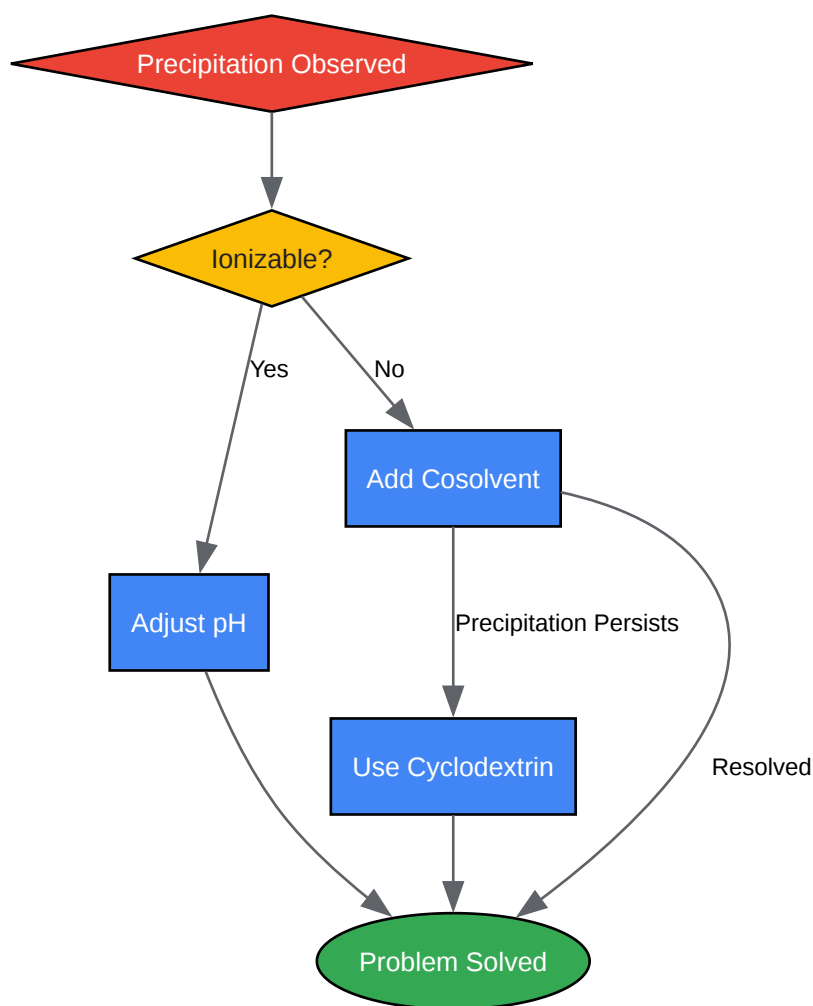 Precipitation Observed
Ionizable?
Yes
No
Add Cosolvent
Adjust pH
Precipitation Persists
Use Cyclodextrin
Resolved
Problem Solved